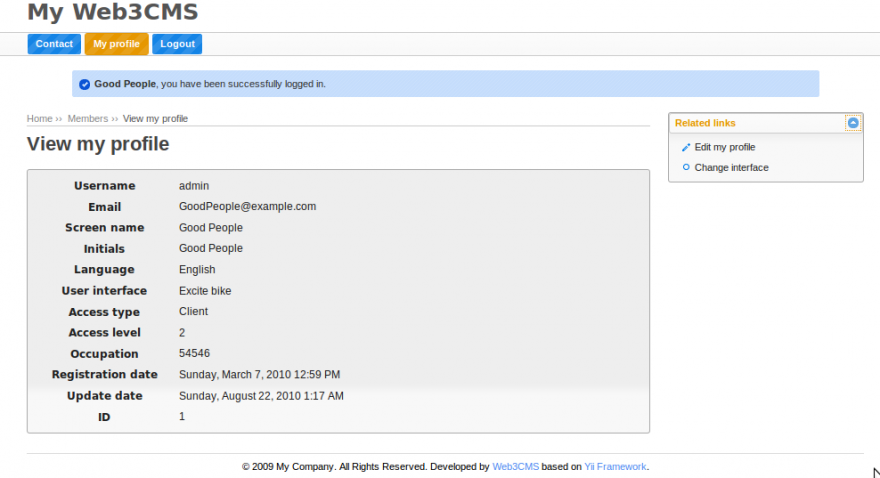 My Web3CMS
Contact My profile Logout
Good People, you have been successfully logged in.
Home ›› Members ›› View my profile
View my profile
Username admin
Email GoodPeople@example.com
Screen name Good People
Initials Good People
Language English
User interface Excite bike
Access type Client
Access level 2
Occupation 54546
Registration date Sunday, March 7, 2010 12:59 PM
Update date Sunday, August 22, 2010 1:17 AM
ID 1
Related links
Edit my profile
Change interface
© 2009 My Company. All Rights Reserved. Developed by Web3CMS based on Yii Framework.